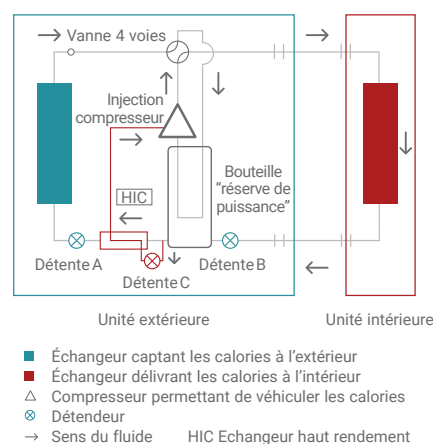 Vanne 4 voies
Injection
compresseur
HIC
Bouteille
“réserve de
puissance”
Détente A
Détente B
Détente C
Unité extérieure
Unité intérieure
Échangeur captant les calories à l’extérieur
Échangeur délivrant les calories à l’intérieur
Compresseur permettant de véhiculer les calories
Détendeur
Sens du fluide HIC Echangeur haut rendement